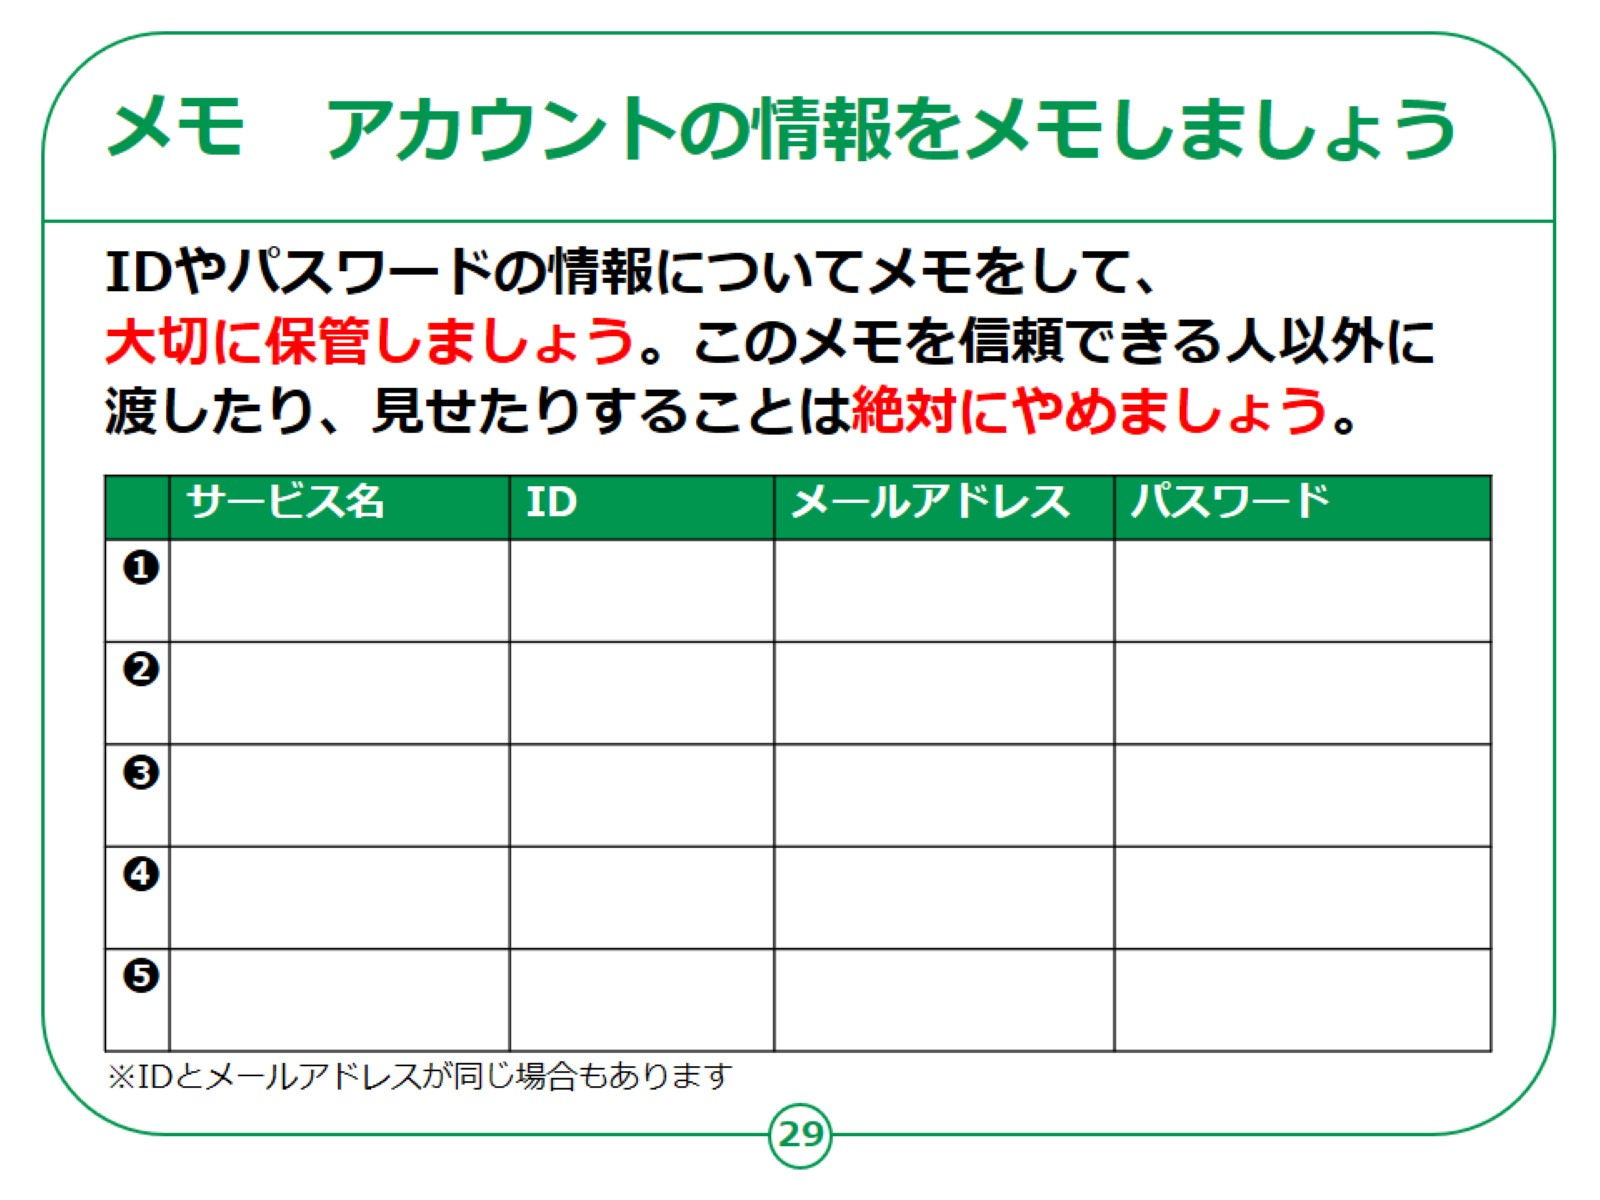 メモ　アカウントの情報をメモしましょう
IDやパスワードの情報についてメモをして、
大切に保管しましょう。このメモを信頼できる人以外に
渡したり、見せたりすることは絶対にやめましょう。
サービス名 ID メールアドレス パスワード
❶
❷
❸
❹
❺
※IDとメールアドレスが同じ場合もあります
29